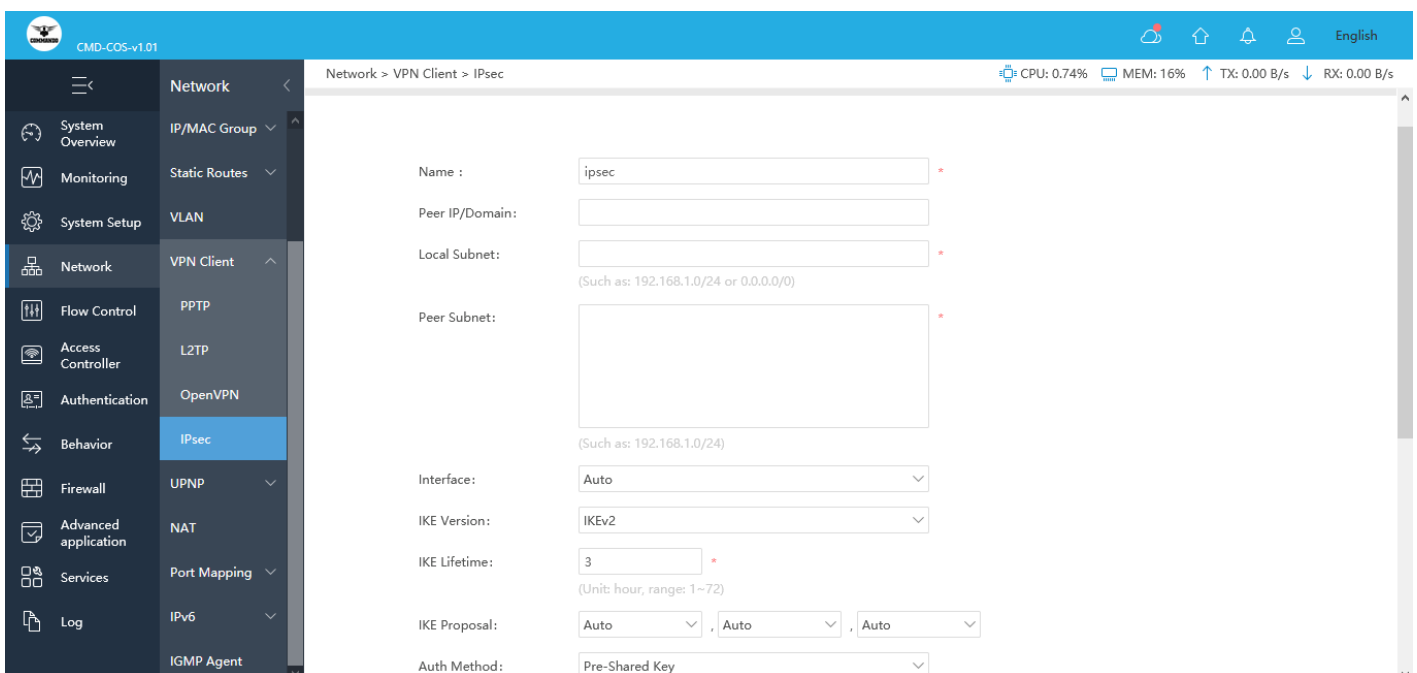 COMMANDO
CMD-COS-v1.01
English
Network
Network > VPN Client > IPsec
CPU: 0.74%
MEM: 16%
TX: 0.00 B/s
RX: 0.00 B/s
System
Overview
Monitoring
System Setup
Network
Flow Control
Access
Controller
Authentication
Behavior
Firewall
Advanced
application
Services
Log
IP/MAC Group
Static Routes
VLAN
VPN Client
PPTP
L2TP
OpenVPN
IPsec
UPNP
NAT
Port Mapping
IPv6
IGMP Agent
Name : ipsec *
Peer IP/Domain:
Local Subnet: *
(Such as: 192.168.1.0/24 or 0.0.0.0/0)
Peer Subnet: *
(Such as: 192.168.1.0/24)
Interface: Auto
IKE Version: IKEv2
IKE Lifetime: 3 *
(Unit: hour, range: 1~72)
IKE Proposal: Auto , Auto , Auto
Auth Method: Pre-Shared Key